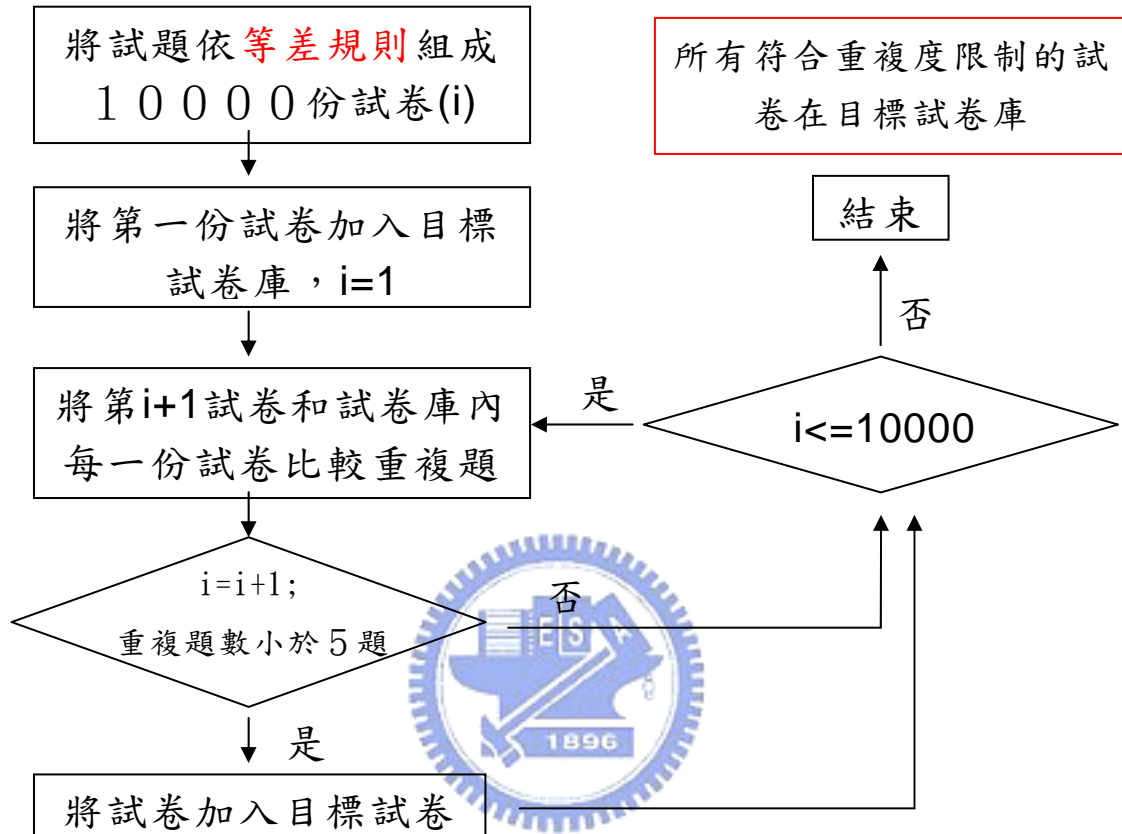 將試題依等差規則組成
１００００份試卷(i)
將第一份試卷加入目標
試卷庫，i=1
將第i+1試卷和試卷庫內
每一份試卷比較重複題
i=i+1;
重複題數小於５題
是
將試卷加入目標試卷
否
是
i<=10000
否
結束
所有符合重複度限制的試
卷在目標試卷庫
E S
1896